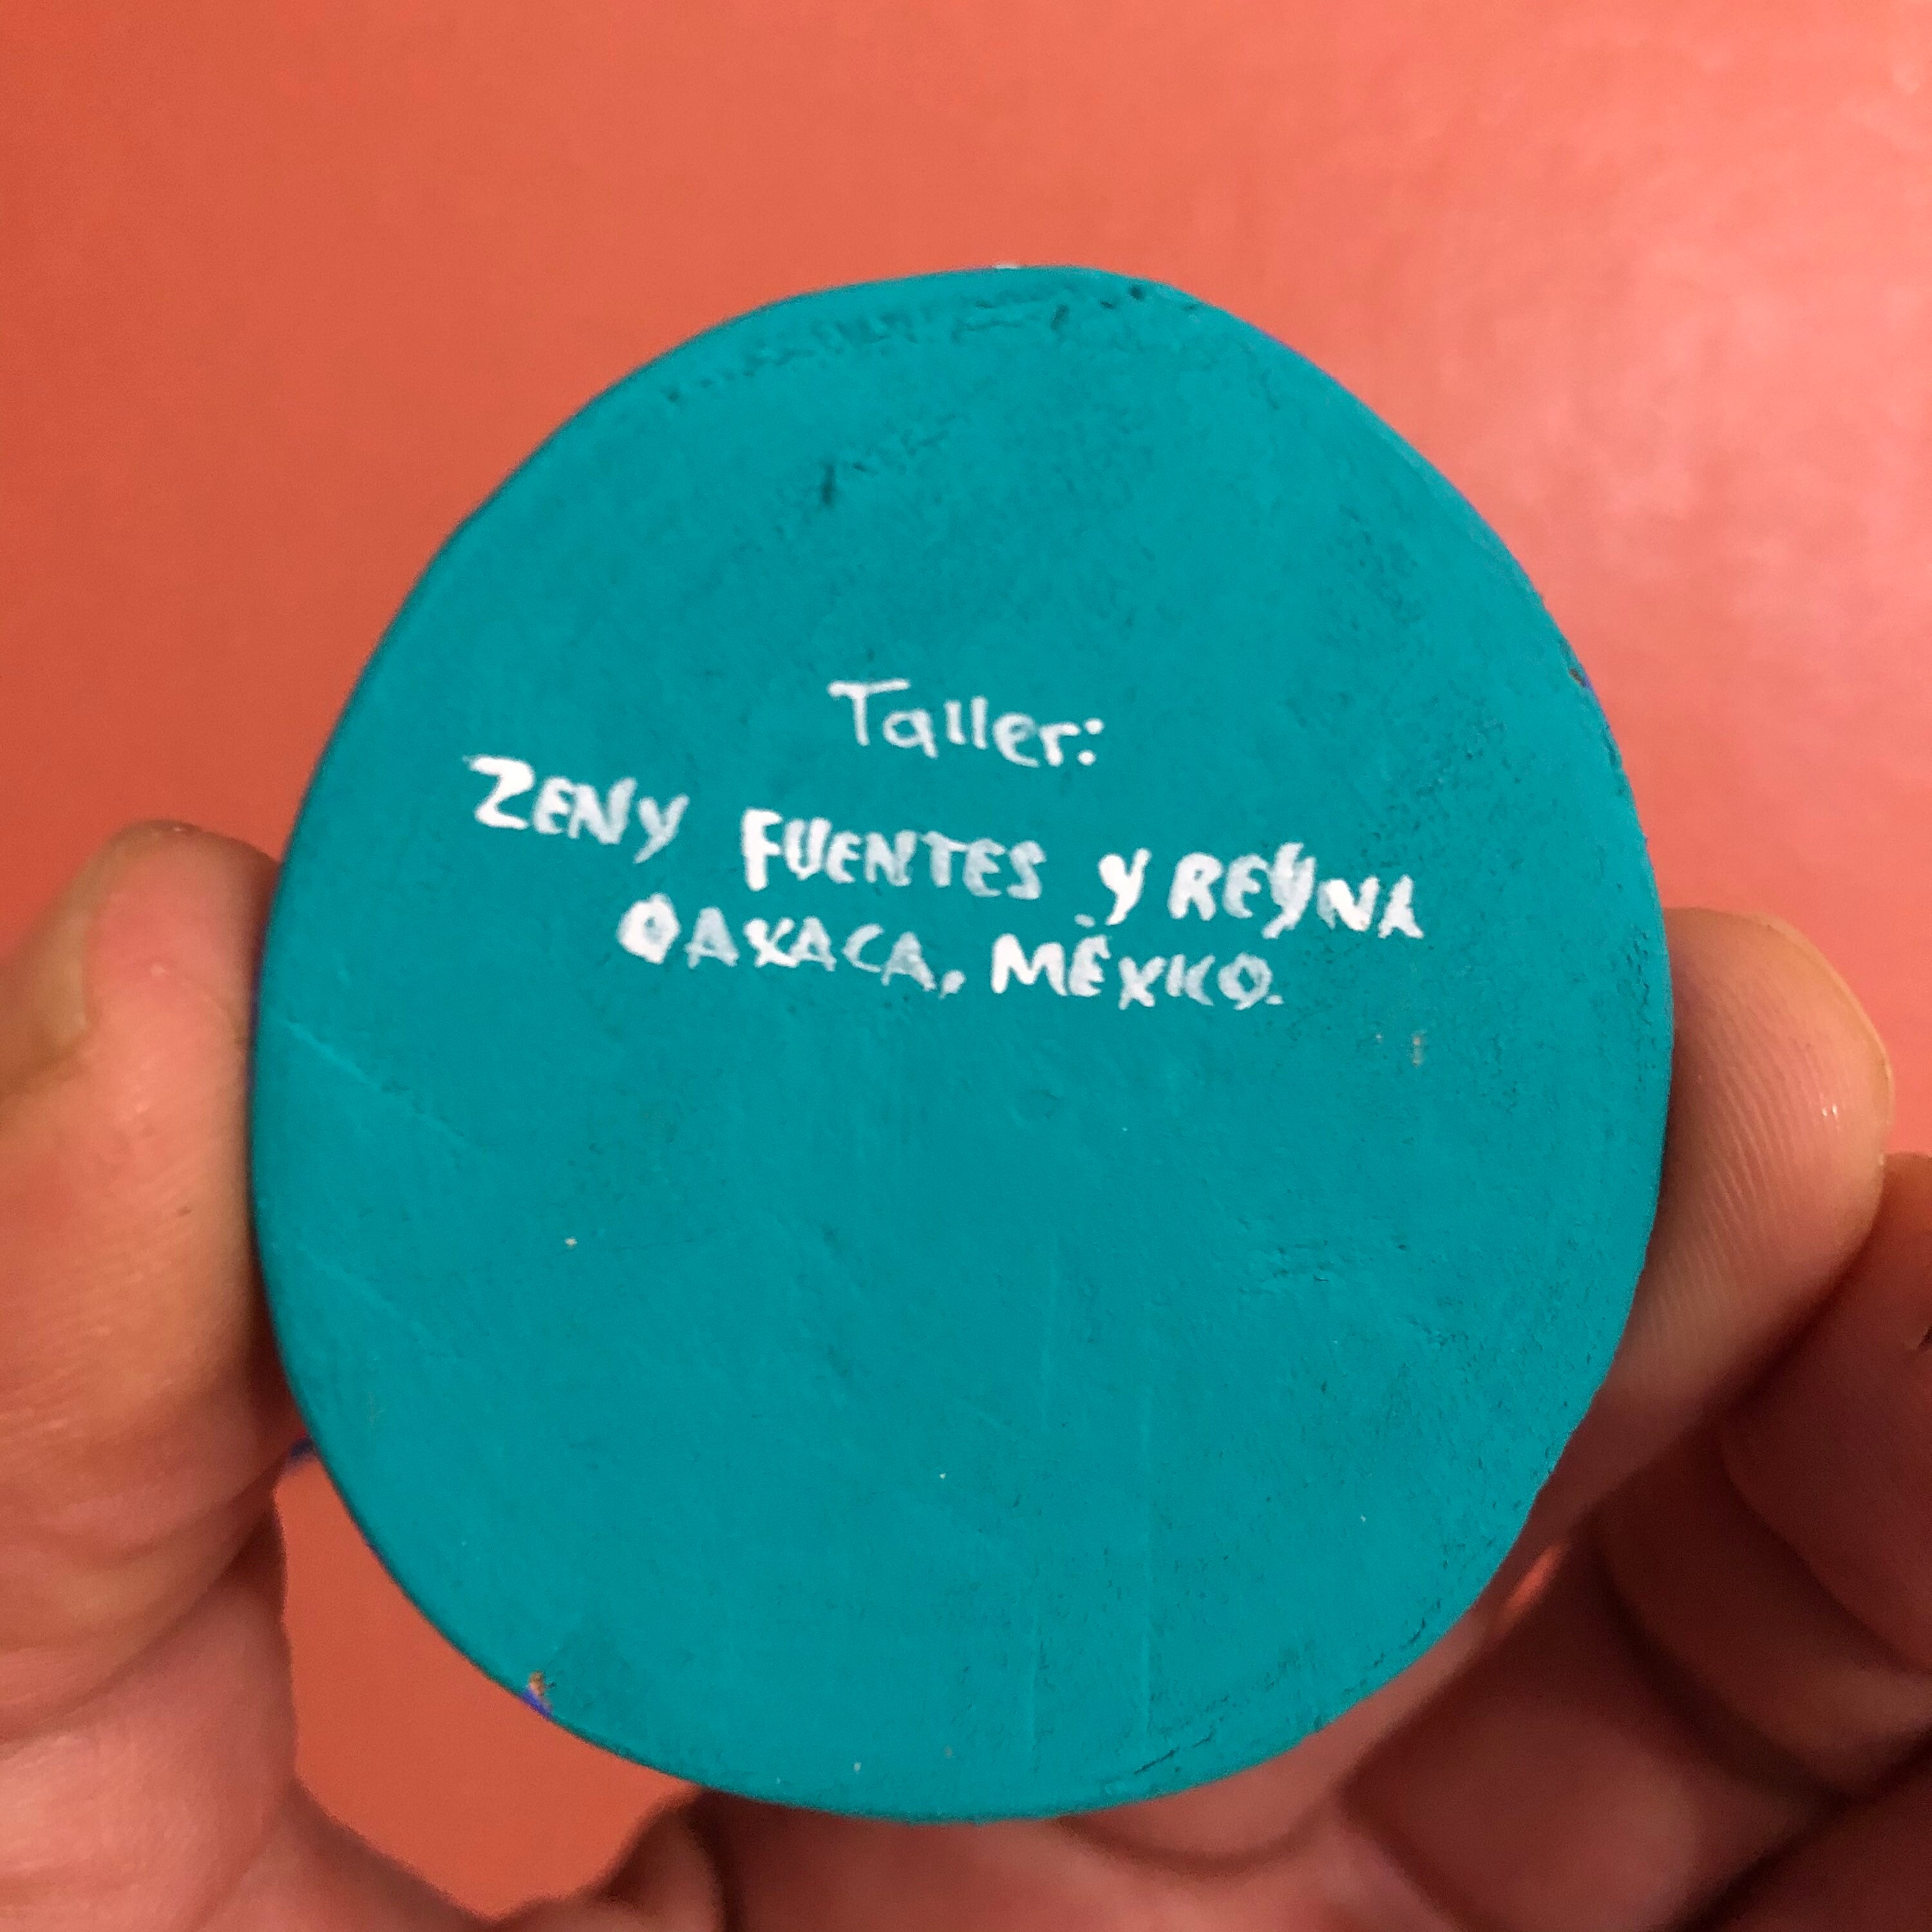 Taller:
ZENY FUENTES Y REYNA
OAXACA, MÉXICO.